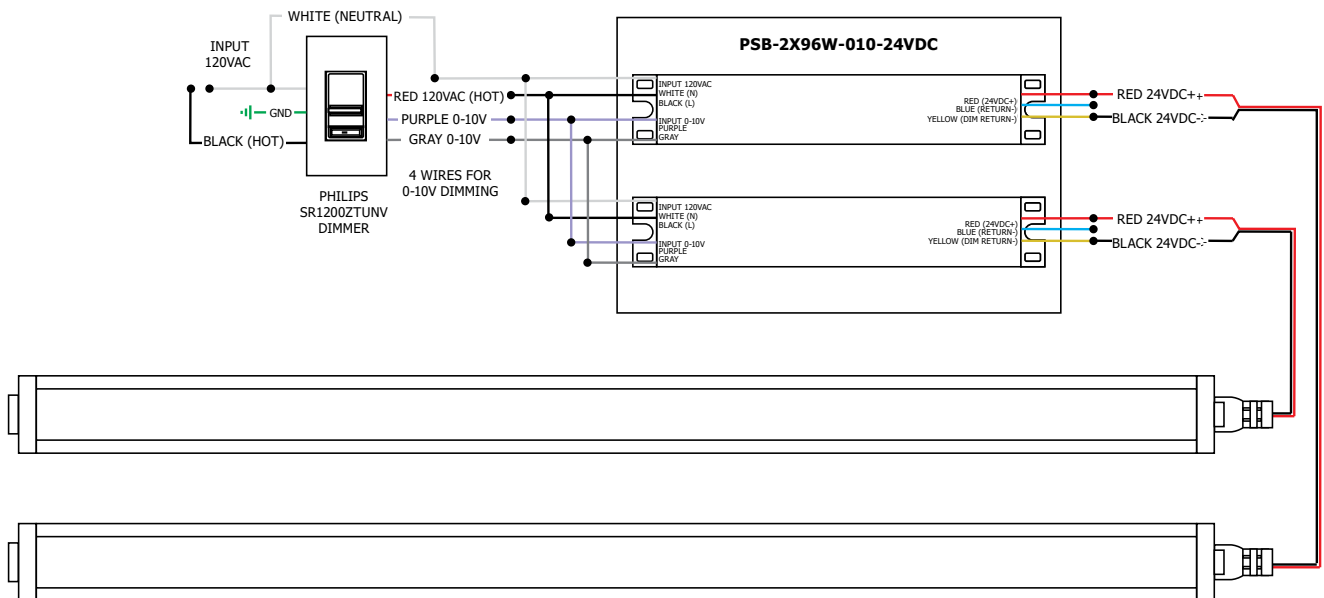 WHITE (NEUTRAL)
INPUT
120VAC
GND
BLACK (HOT)
PHILIPS
SR1200ZTUNV
DIMMER
RED 120VAC (HOT)
PURPLE 0-10V
GRAY 0-10V
4 WIRES FOR
0-10V DIMMING
PSB-2X96W-010-24VDC
INPUT 120VAC
WHITE (N)
BLACK (L)
INPUT 0-10V
PURPLE
GRAY
RED (24VDC+)
BLUE (RETURN-)
YELLOW (DIM RETURN-)
RED 24VDC++
BLACK 24VDC--
INPUT 120VAC
WHITE (N)
BLACK (L)
INPUT 0-10V
PURPLE
GRAY
RED (24VDC+)
BLUE (RETURN-)
YELLOW (DIM RETURN-)
RED 24VDC++
BLACK 24VDC--